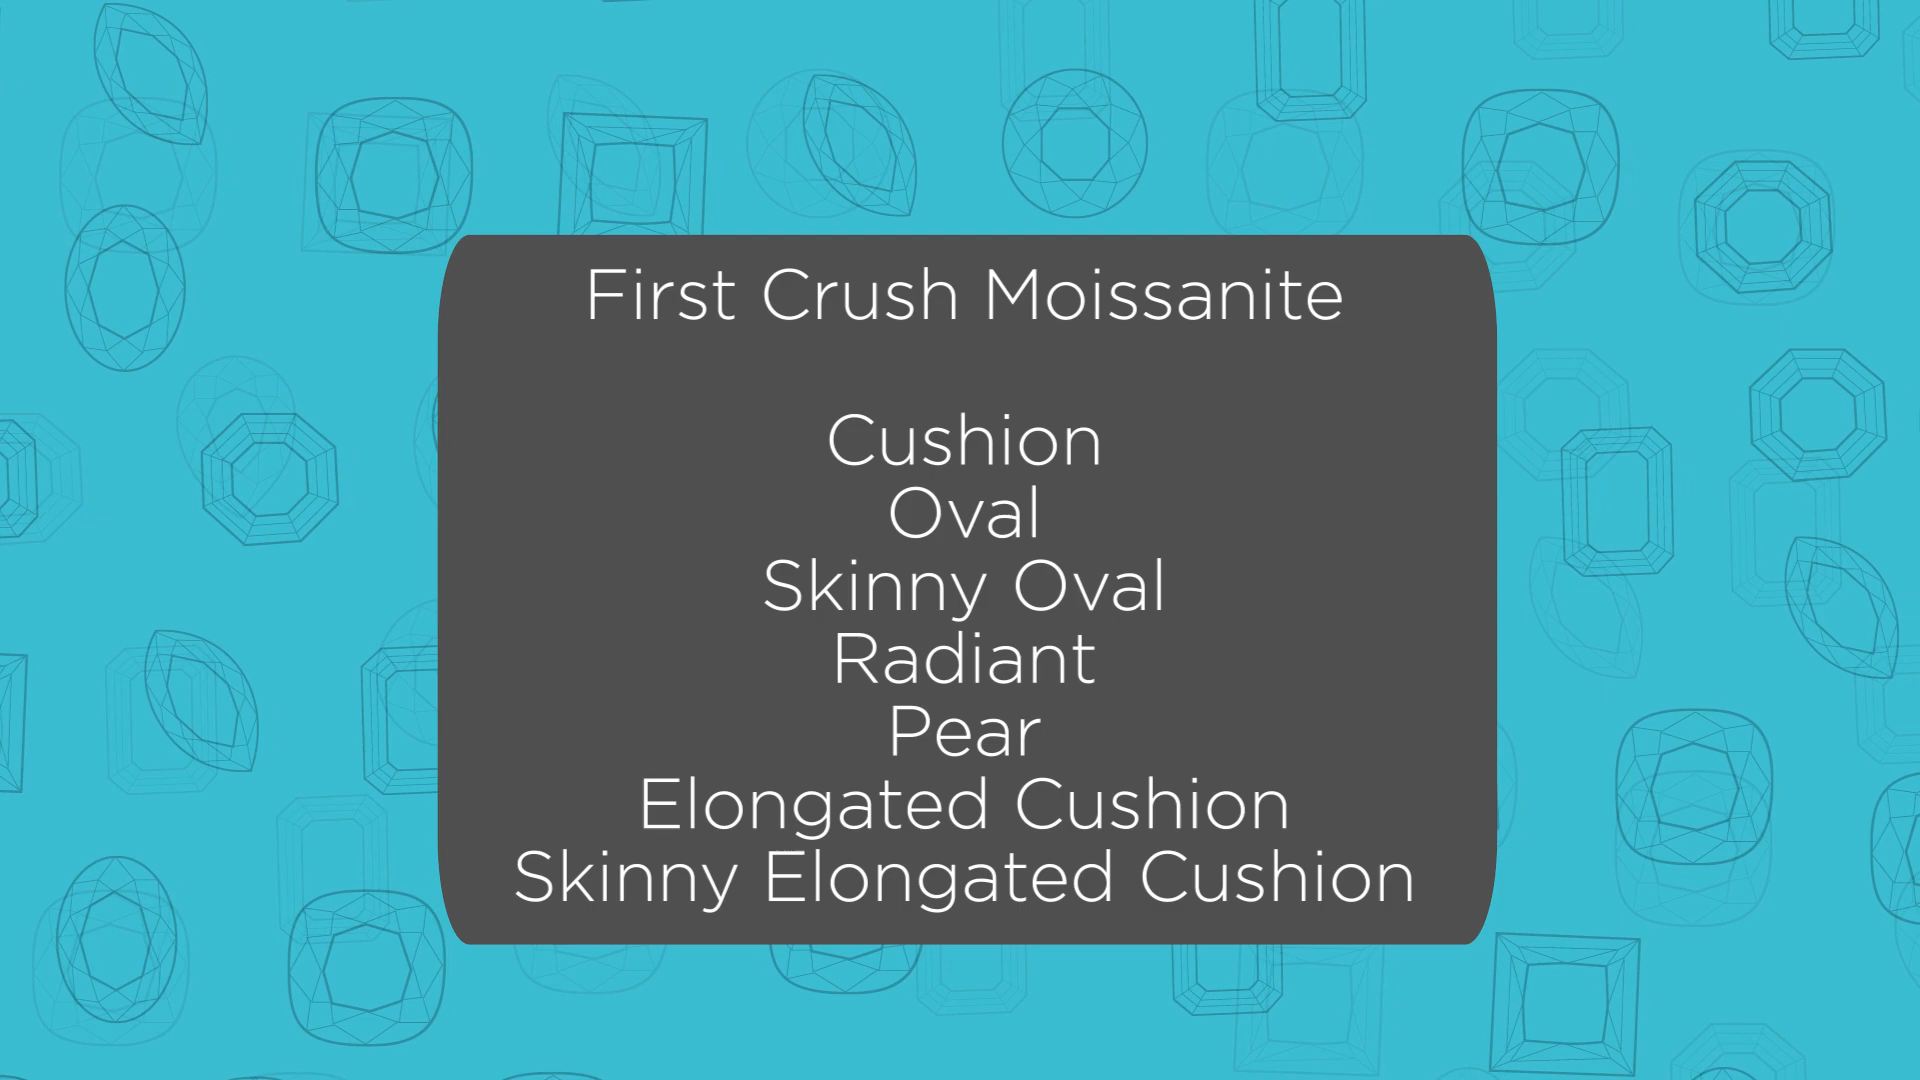 First Crush Moissanite
Cushion
Oval
Skinny Oval
Radiant
Pear
Elongated Cushion
Skinny Elongated Cushion